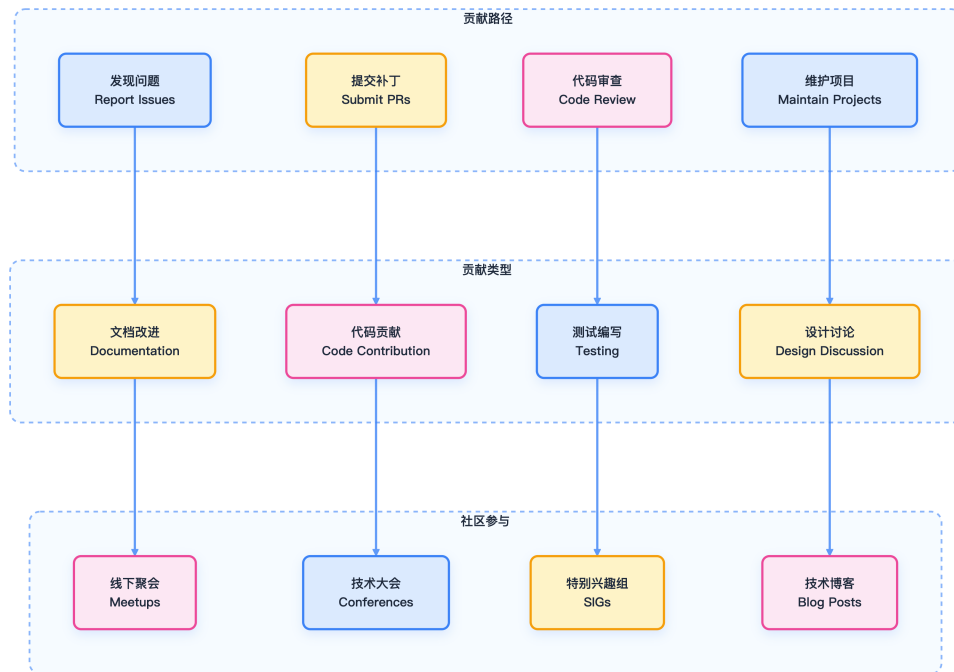 贡献路径
发现问题
Report Issues
提交补丁
Submit PRs
代码审查
Code Review
维护项目
Maintain Projects
贡献类型
文档改进
Documentation
代码贡献
Code Contribution
测试编写
Testing
设计讨论
Design Discussion
社区参与
线下聚会
Meetups
技术大会
Conferences
特别兴趣组
SIGs
技术博客
Blog Posts